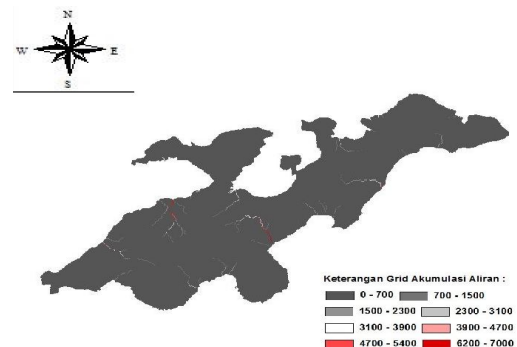 N
W E
S
Keterangan Grid Akumulasi Aliran :
0 - 700 700 - 1500
1500 - 2300 2300 - 3100
3100 - 3900 3900 - 4700
4700 - 5400 6200 - 7000